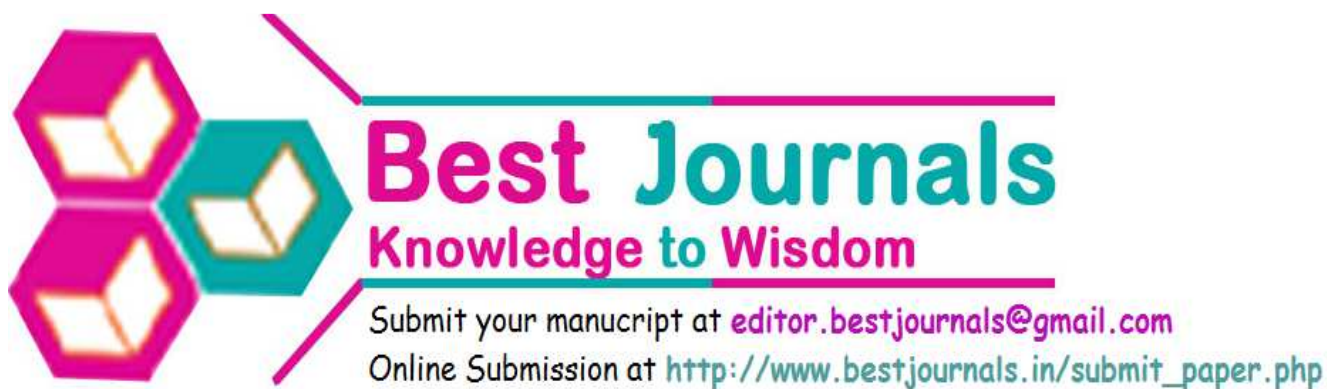 Best Journals
Knowledge to Wisdom
Submit your manucript at editor.bestjournals@gmail.com
Online Submission at http://www.bestjournals.in/submit_paper.php